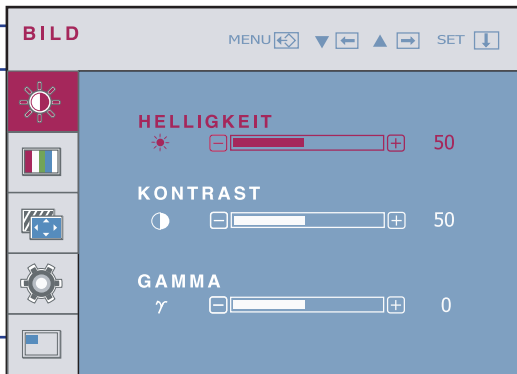 BILD
MENU ▼ ▲ SET
HELLIGKEIT
50
KONTRAST
50
GAMMA
γ 0